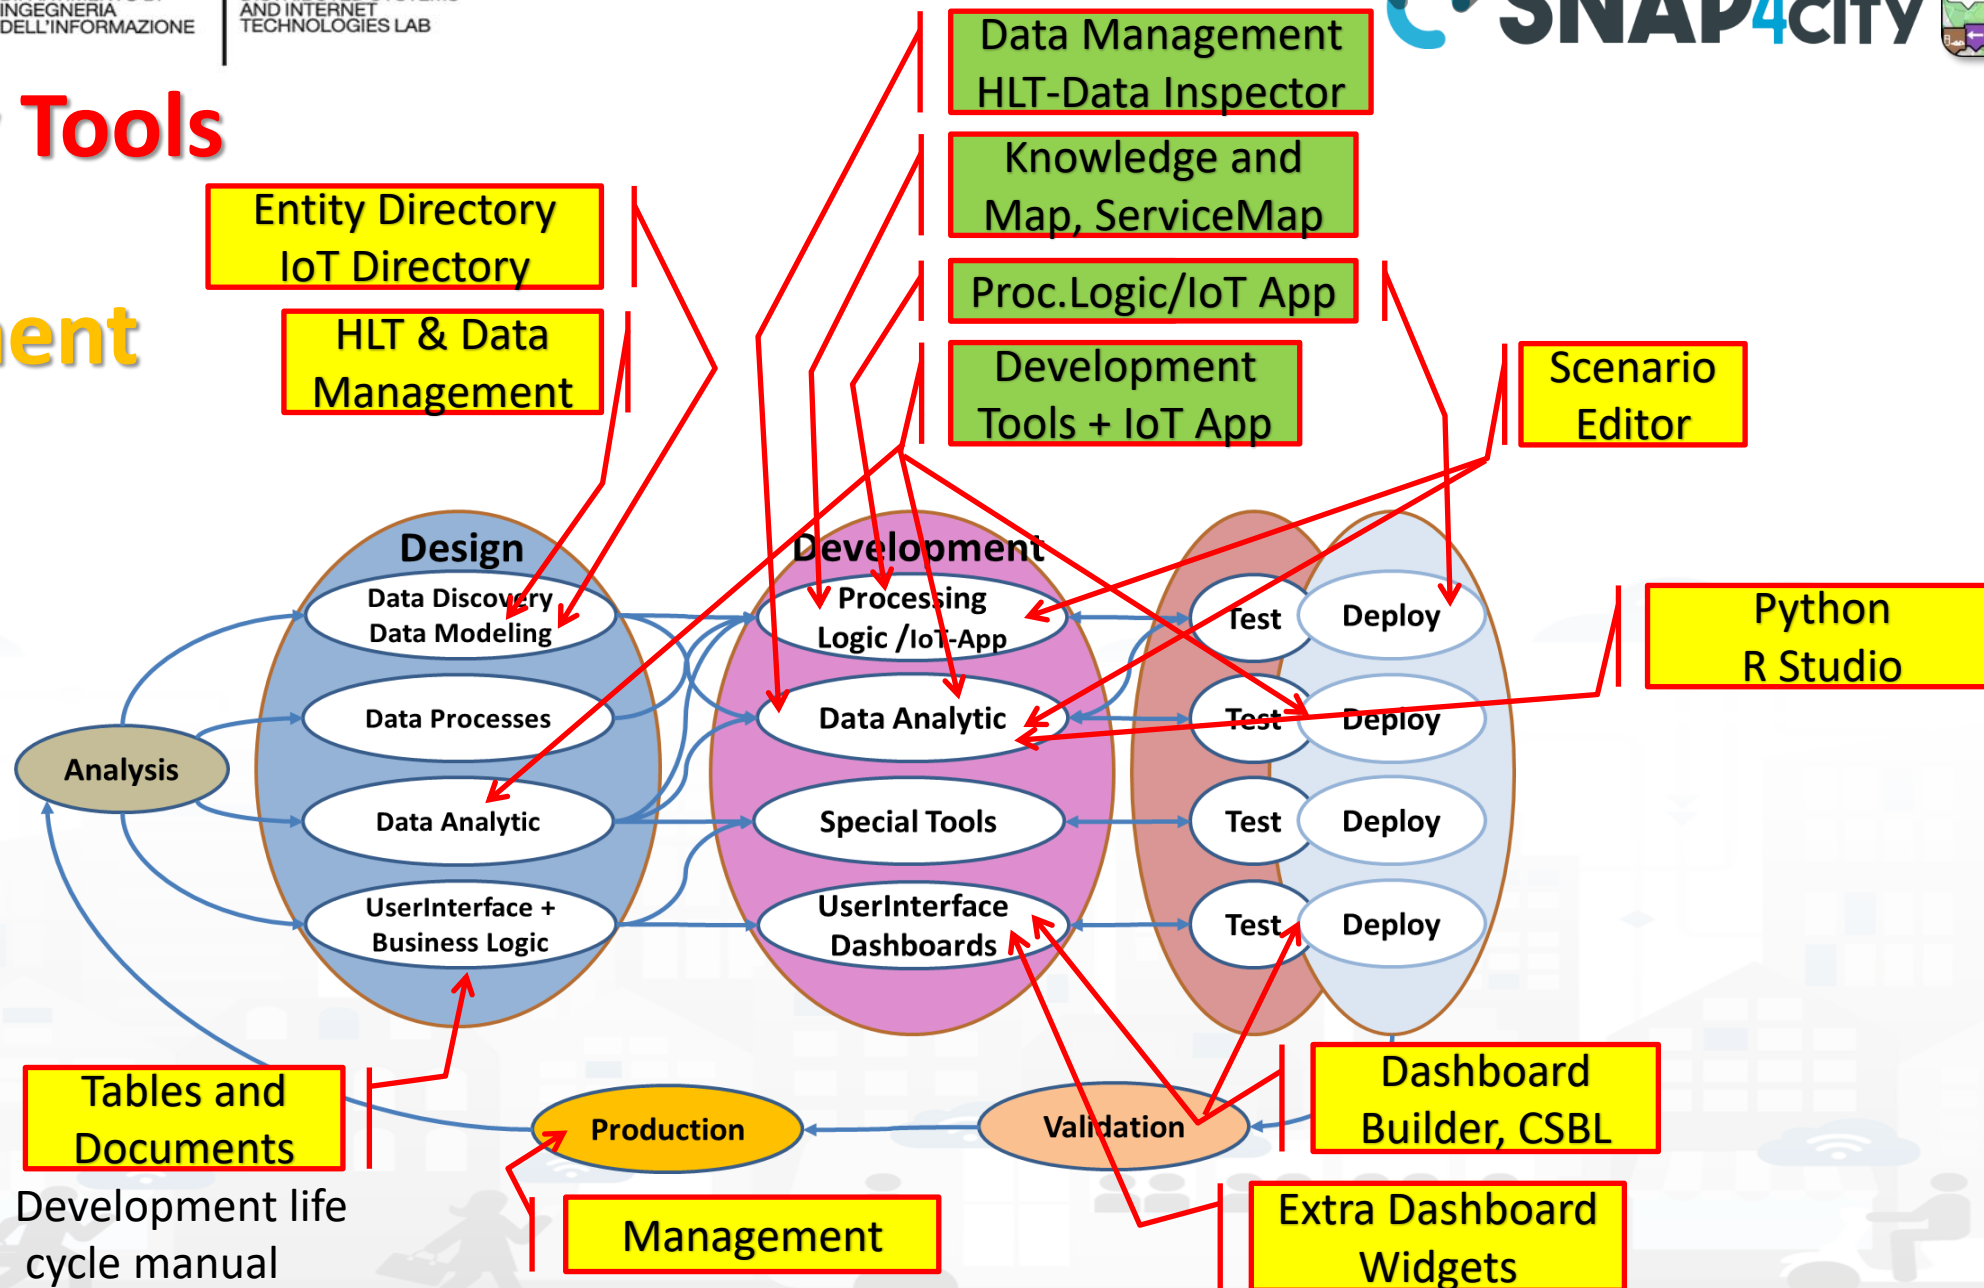 INGEGNERIA
DELL'INFORMAZIONE
AND INTERNET
TECHNOLOGIES LAB
SNAP4CITY
Tools
Data Management
HLT-Data Inspector
Knowledge and
Map, ServiceMap
Entity Directory
IoT Directory
Proc.Logic/IoT App
HLT & Data
Management
Development
Tools + IoT App
Scenario
Editor
Design
Development
Data Discovery
Data Modeling
Processing
Logic /IoT-App
Test
Deploy
Python
R Studio
Data Processes
Data Analytic
Test
Deploy
Analysis
Data Analytic
Special Tools
Test
Deploy
UserInterface +
Business Logic
UserInterface
Dashboards
Test
Deploy
Tables and
Documents
Production
Validation
Dashboard
Builder, CSBL
Development life
cycle manual
Management
Extra Dashboard
Widgets